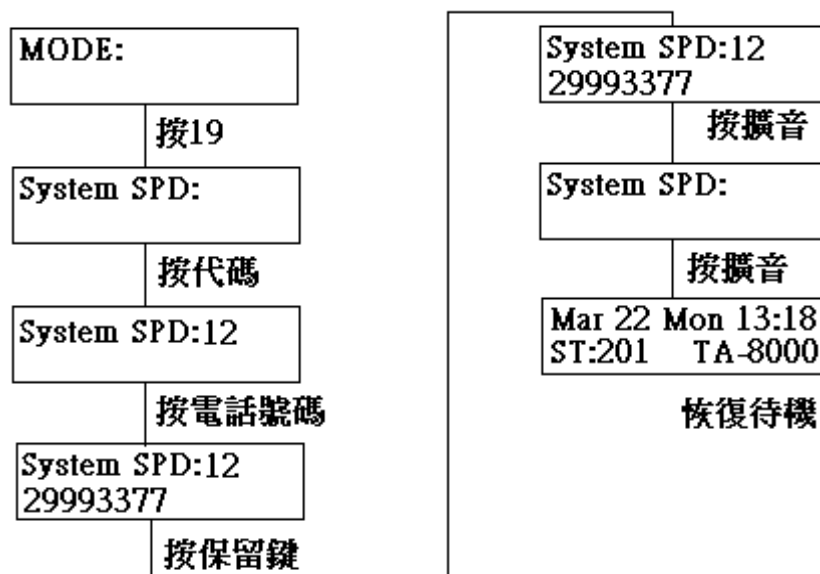 MODE:
按19
System SPD:
按代碼
System SPD:12
按電話號碼
System SPD:12
29993377
按保留鍵
System SPD:12
29993377
按擴音
System SPD:
按擴音
Mar 22 Mon 13:18
ST:201 TA-8000
恢復待機